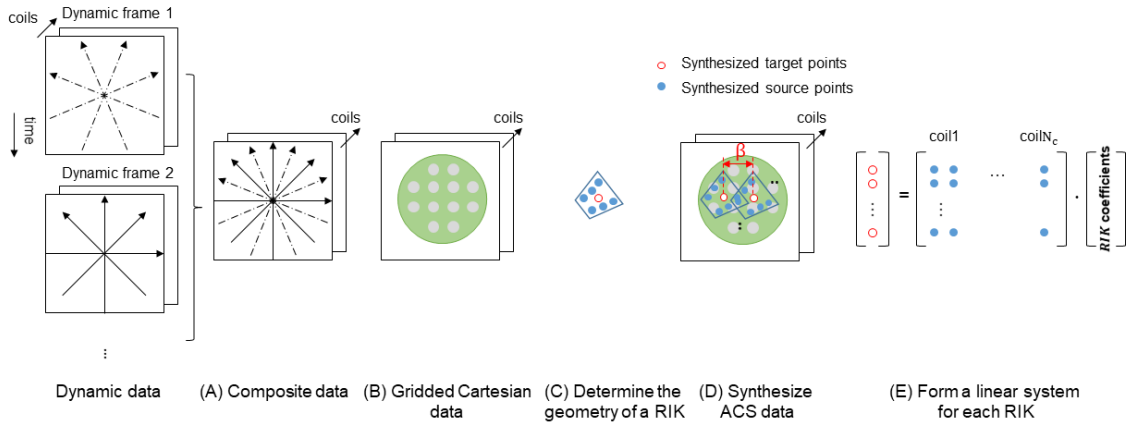 Dynamic frame 1
coils
time
Dynamic frame 2
⋮
Dynamic data
coils
(A) Composite data
coils
(B) Gridded Cartesian
data
(C) Determine the
geometry of a RIK
Synthesized target points
Synthesized source points
coils
β
(D) Synthesize
ACS data
coil1
coilN_c
⋯
⋮
=
⋮
·
RIK coefficients
(E) Form a linear system
for each RIK